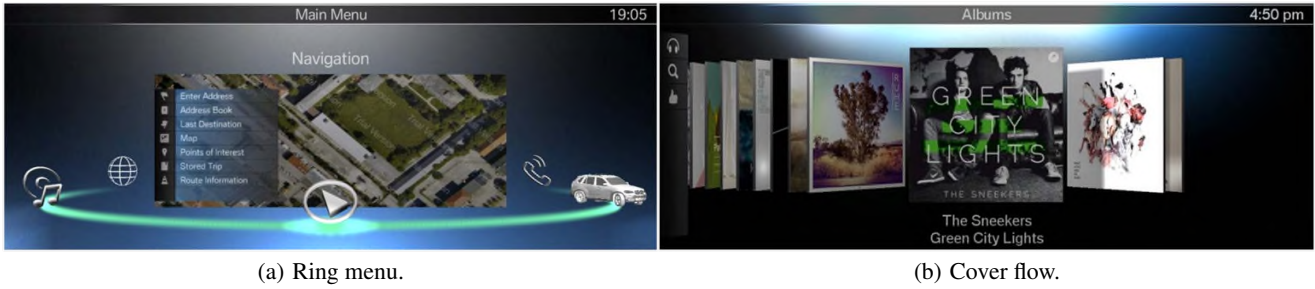 Main Menu
19:05
Navigation
Enter Address
Address Book
Last Destination
Map
Points of Interest
Stored Trip
Route Information
(a) Ring menu.
Albums
4:50 pm
GREEN
CITY
LIGHTS
THE SNEEKERS
The Sneekers
Green City Lights
(b) Cover flow.